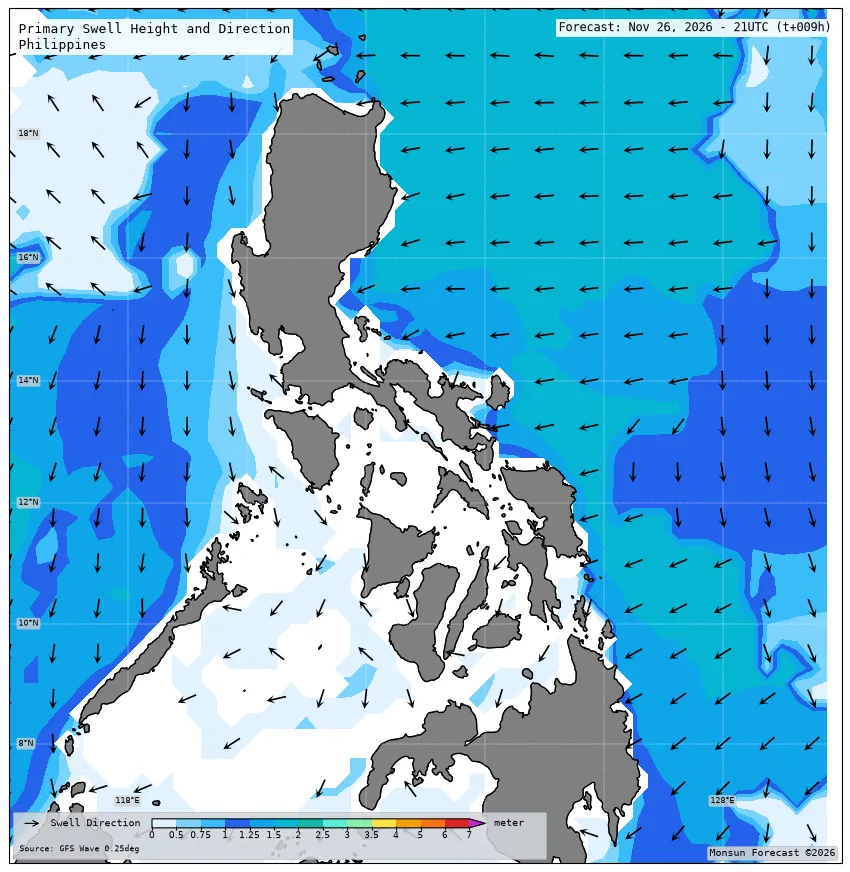 Primary Swell Height and Direction
Philippines
Forecast: Nov 26, 2026 - 21UTC (t+009h)
18°N
16°N
14°N
12°N
10°N
8°N
118°E
128°E
Swell Direction
0 0.5 0.75 1 1.25 1.5 2 2.5 3 3.5 4 5 6 7
meter
Source: GFS Wave 0.25deg
Monsun Forecast ©2026